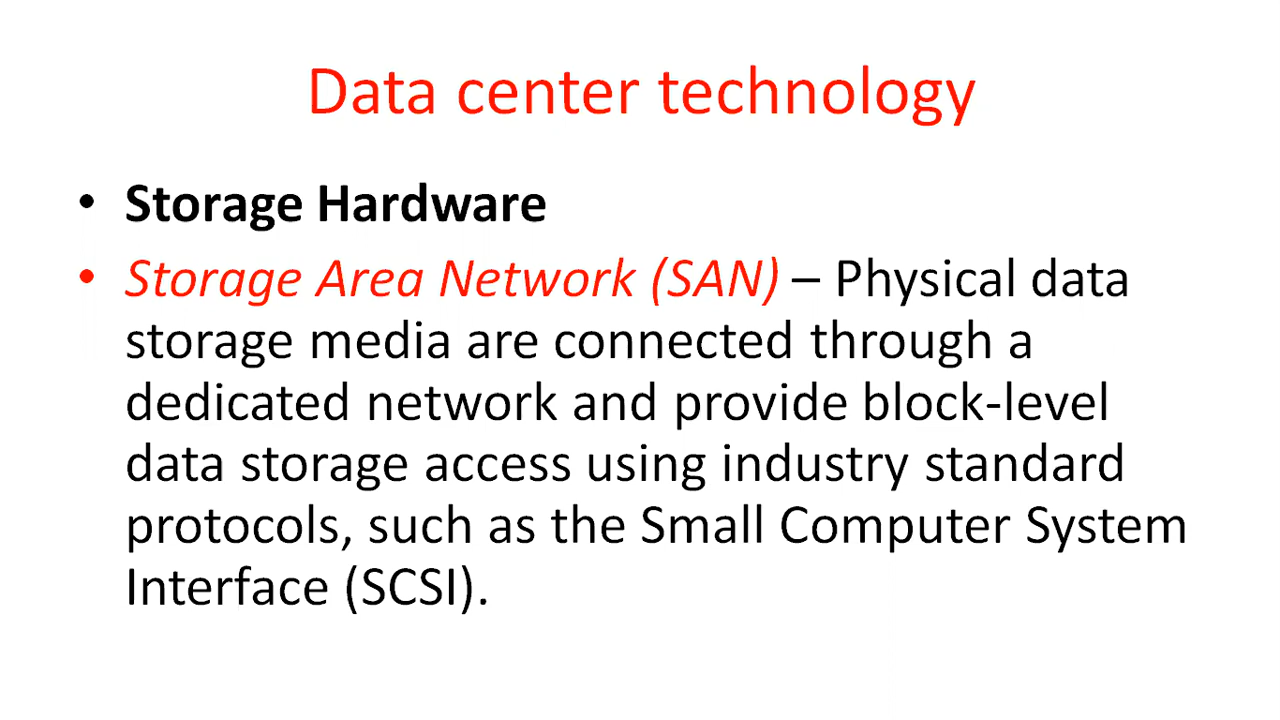 Data center technology
• Storage Hardware
• Storage Area Network (SAN) – Physical data
storage media are connected through a
dedicated network and provide block-level
data storage access using industry standard
protocols, such as the Small Computer System
Interface (SCSI).